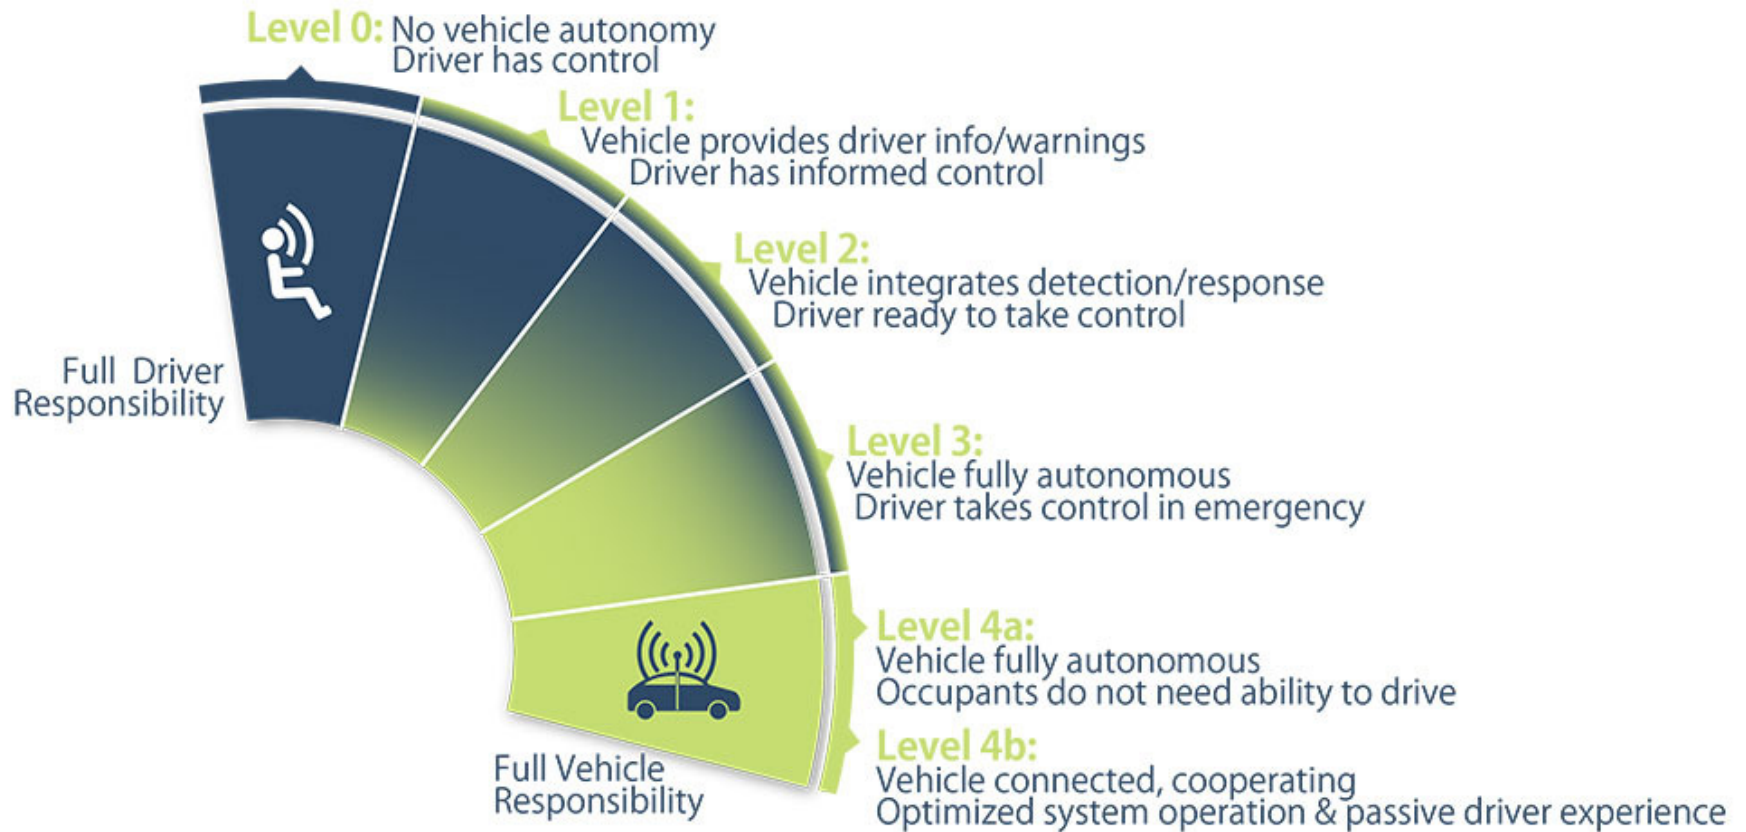 Level 0: No vehicle autonomy
Driver has control
Level 1:
Vehicle provides driver info/warnings
Driver has informed control
Level 2:
Vehicle integrates detection/response
Driver ready to take control
Full Driver
Responsibility
Level 3:
Vehicle fully autonomous
Driver takes control in emergency
Level 4a:
Vehicle fully autonomous
Occupants do not need ability to drive
Level 4b:
Vehicle connected, cooperating
Optimized system operation & passive driver experience
Full Vehicle
Responsibility